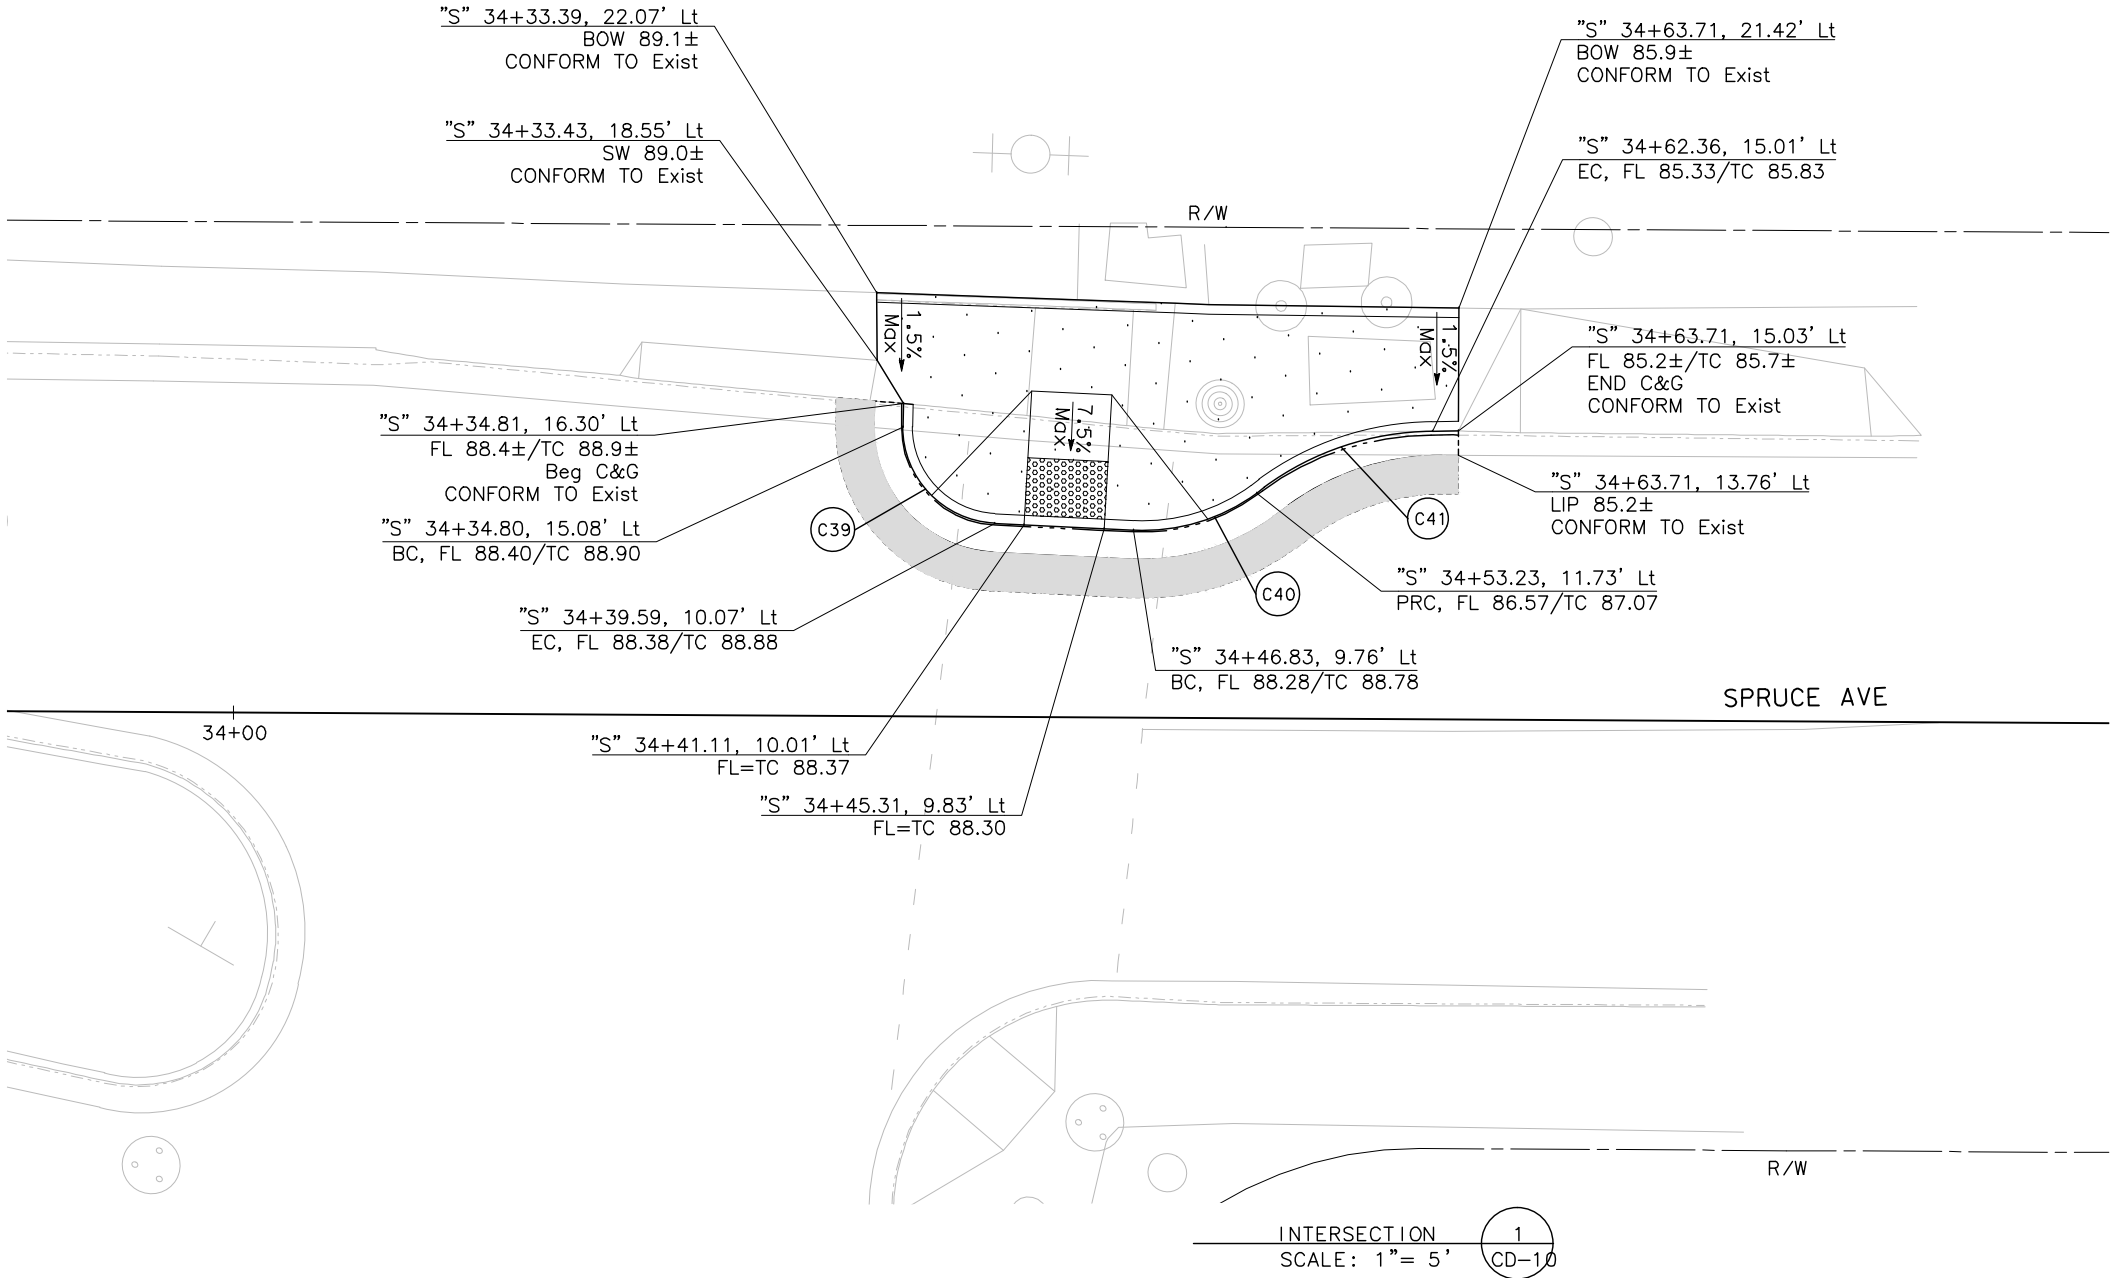 "S" 34+33.39, 22.07' Lt
BOW 89.1±
CONFORM TO Exist
"S" 34+63.71, 21.42' Lt
BOW 85.9±
CONFORM TO Exist
"S" 34+33.43, 18.55' Lt
SW 89.0±
CONFORM TO Exist
"S" 34+62.36, 15.01' Lt
EC, FL 85.33/TC 85.83
R/W
1.5%
Max
1.5%
Max
"S" 34+63.71, 15.03' Lt
FL 85.2±/TC 85.7±
END C&G
CONFORM TO Exist
"S" 34+34.81, 16.30' Lt
FL 88.4±/TC 88.9±
Beg C&G
CONFORM TO Exist
7.5%
Max
"S" 34+63.71, 13.76' Lt
LIP 85.2±
CONFORM TO Exist
"S" 34+34.80, 15.08' Lt
BC, FL 88.40/TC 88.90
C39
C41
C40
"S" 34+53.23, 11.73' Lt
PRC, FL 86.57/TC 87.07
"S" 34+39.59, 10.07' Lt
EC, FL 88.38/TC 88.88
"S" 34+46.83, 9.76' Lt
BC, FL 88.28/TC 88.78
SPRUCE AVE
34+00
"S" 34+41.11, 10.01' Lt
FL=TC 88.37
"S" 34+45.31, 9.83' Lt
FL=TC 88.30
R/W
INTERSECTION
SCALE: 1"= 5'
1
CD-10